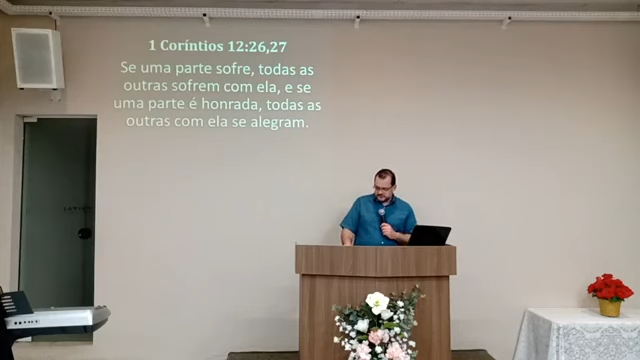 1 Coríntios 12:26,27
Se uma parte sofre, todas as
outras sofrem com ela, e se
uma parte é honrada, todas as
outras com ela se alegram.